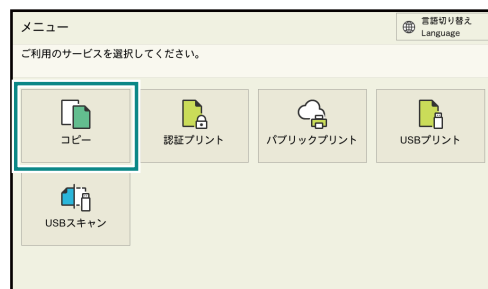 メニュー
言語切り替え
Language
ご利用のサービスを選択してください。
コピー
認証プリント
パブリックプリント
USBプリント
USBスキャン